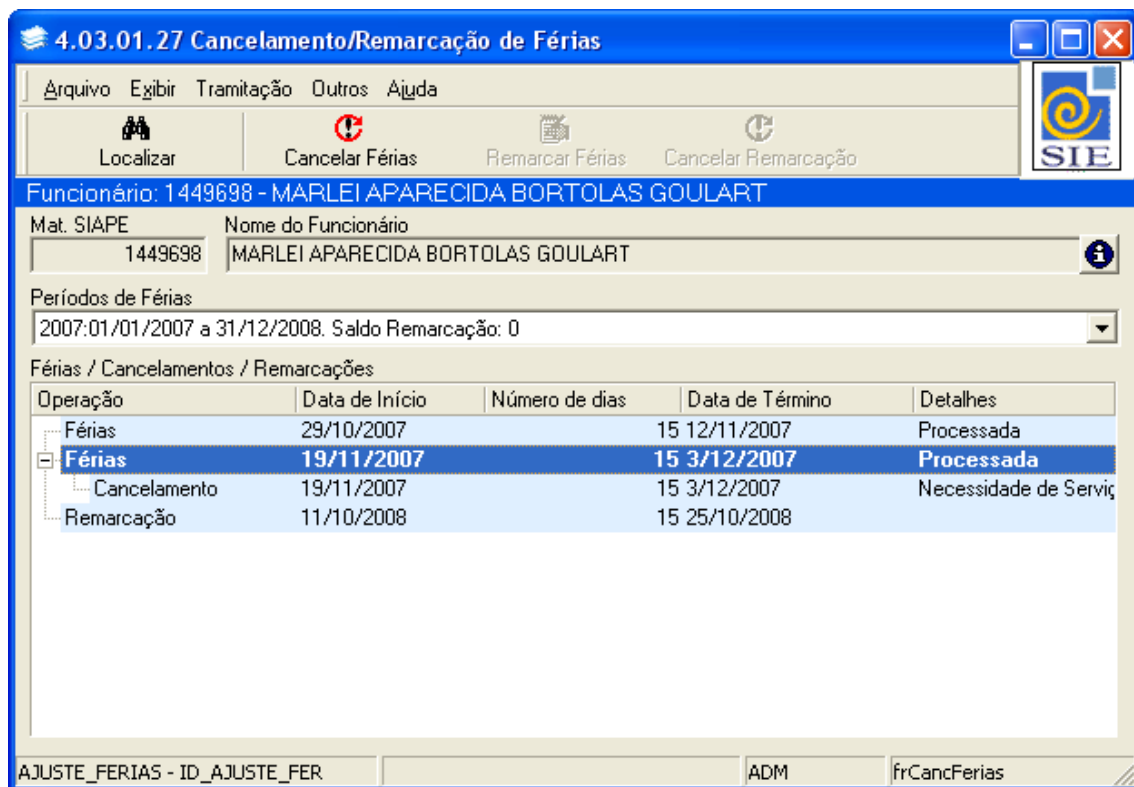 4.03.01.27 Cancelamento/Remarcação de Férias
Arquivo Exibir Tramitação Outros Ajuda
Localizar Cancelar Férias Remarcar Férias Cancelar Remarcação
SIE
Funcionário: 1449698 - MARLEI APARECIDA BORTOLAS GOULART
Mat. SIAPE Nome do Funcionário
1449698 MARLEI APARECIDA BORTOLAS GOULART
Períodos de Férias
2007:01/01/2007 a 31/12/2008. Saldo Remarcação: 0
Férias / Cancelamentos / Remarcações
Operação Data de Início Número de dias Data de Término Detalhes
Férias 29/10/2007 15 12/11/2007 Processada
Férias 19/11/2007 15 3/12/2007 Processada
Cancelamento 19/11/2007 15 3/12/2007 Necessidade de Serviç
Remarcação 11/10/2008 15 25/10/2008
AJUSTE_FERIAS - ID_AJUSTE_FER ADM frCancFerias